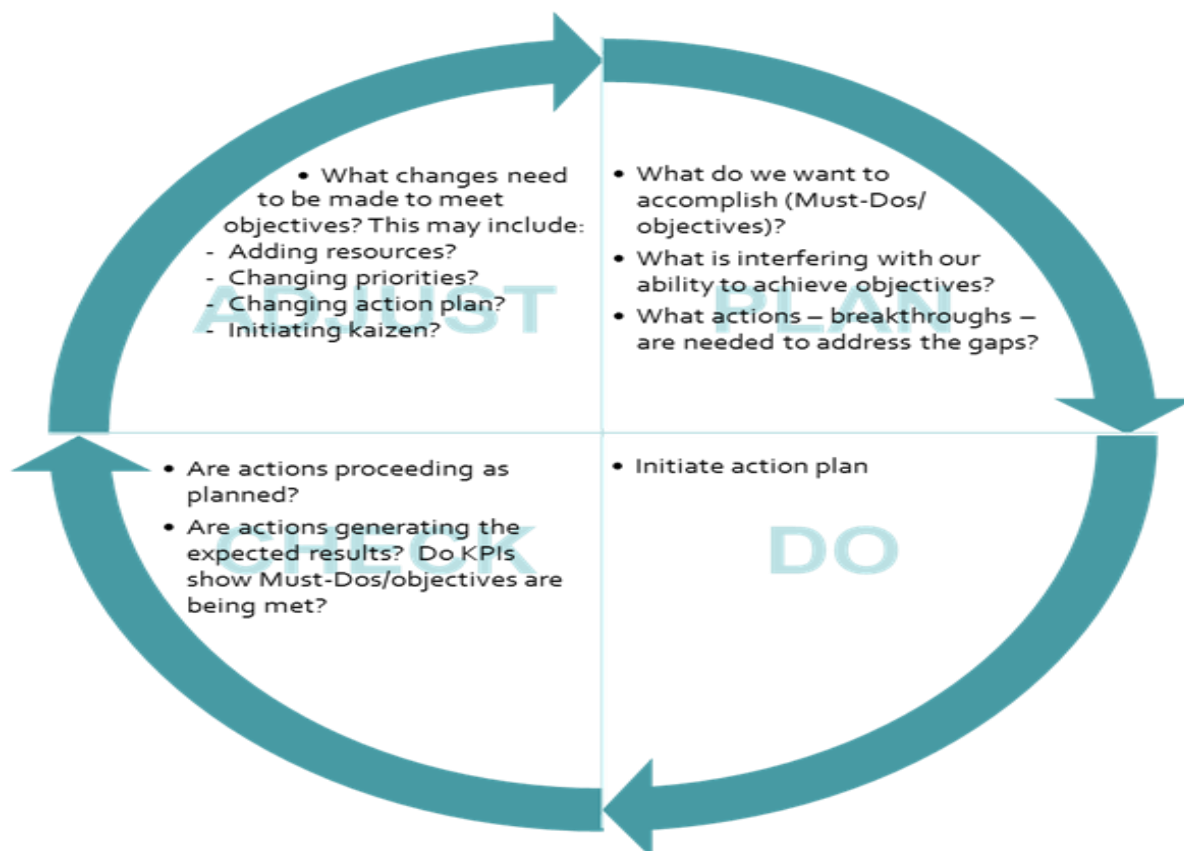 • What changes need
to be made to meet
objectives? This may include:
- Adding resources?
- Changing priorities?
- Changing action plan?
- Initiating kaizen?
ADJUST
• What do we want to
accomplish (Must-Dos/
objectives)?
• What is interfering with our
ability to achieve objectives?
• What actions – breakthroughs –
are needed to address the gaps?
PLAN
• Are actions proceeding as
planned?
• Are actions generating the
expected results?  Do KPIs
show Must-Dos/objectives are
being met?
CHECK
• Initiate action plan
DO